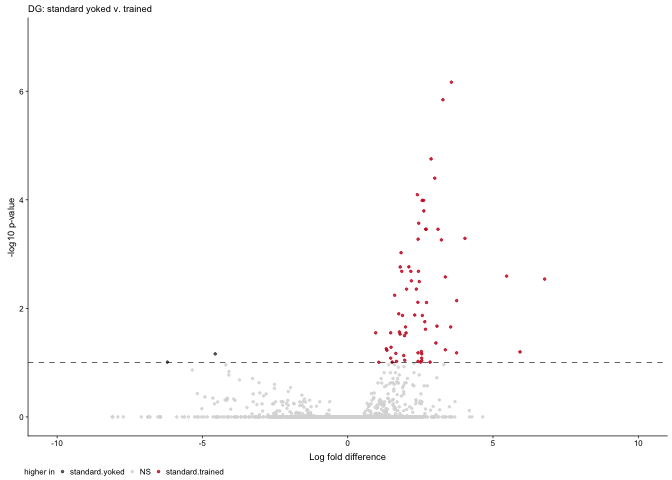 DG: standard yoked v. trained
6
4
2
0
-log10 p-value
-10 -5 0 5 10
Log fold difference
higher in standard.yoked NS standard.trained